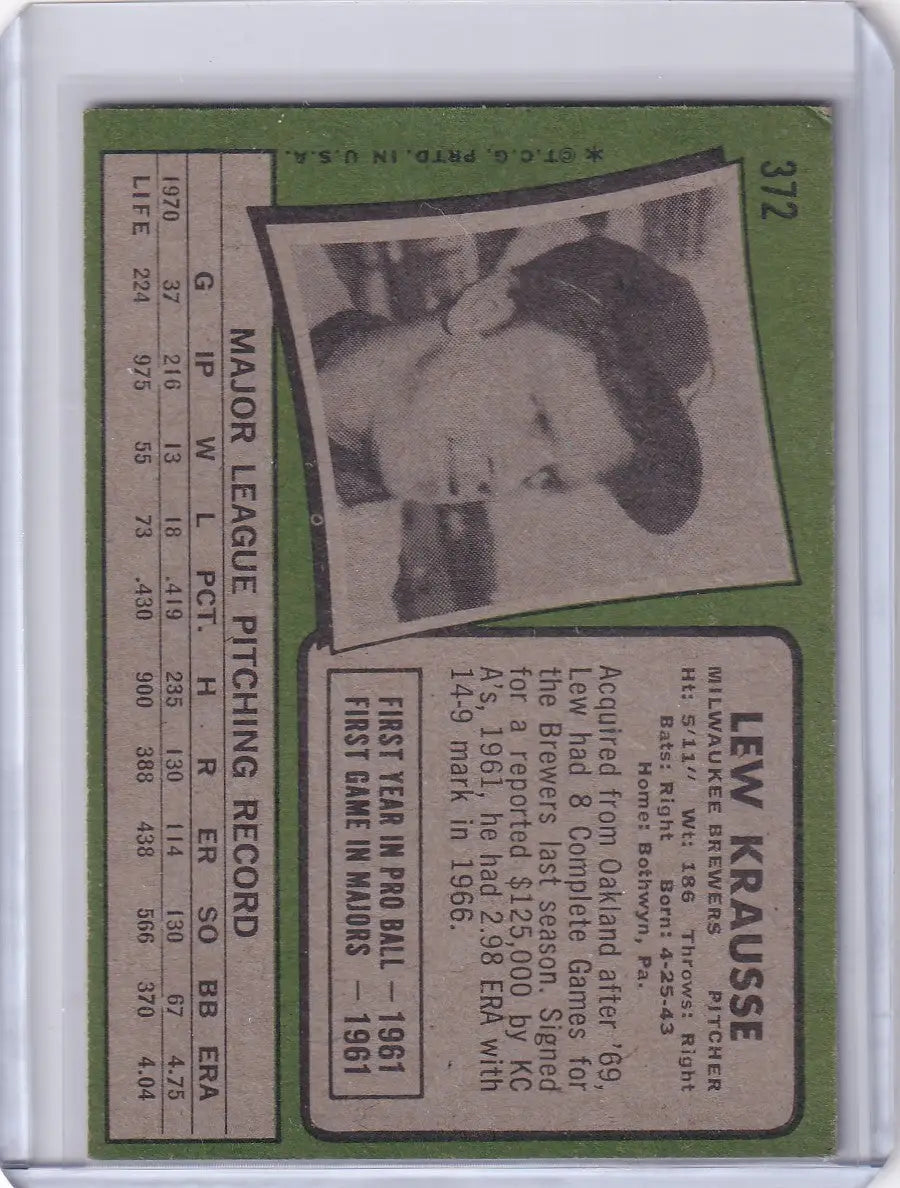 372
* © T.C.G. PRTD. IN U.S.A.
LEW KRAUSSE
MILWAUKEE BREWERS PITCHER
Ht: 5'11" Wt: 186 Throws: Right
Bats: Right Born: 4-25-43
Home: Bothwyn, Pa.
Acquired from Oakland after '69,
Lew had 8 Complete Games for
the Brewers last season. Signed
for a reported $125,000 by KC
A's, 1961, he had 2.98 ERA with
14-9 mark in 1966.
FIRST YEAR IN PRO BALL — 1961
FIRST GAME IN MAJORS — 1961
MAJOR LEAGUE PITCHING RECORD
G IP W L PCT. H R ER SO BB ERA
1970 37 216 13 18 .419 235 130 114 130 67 4.75
LIFE 224 975 55 73 .430 900 388 438 566 370 4.04